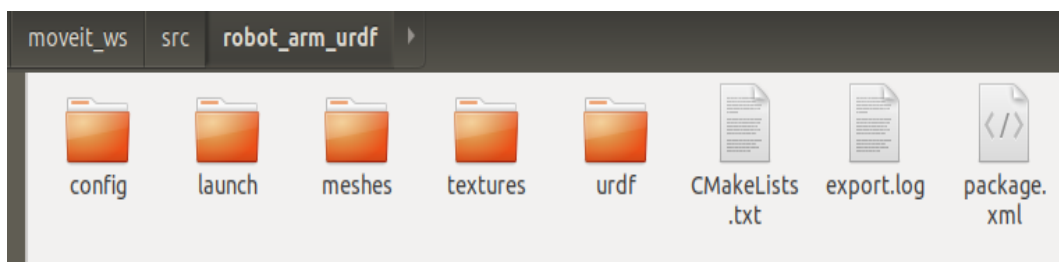 moveit_ws src robot_arm_urdf
config launch meshes textures urdf CMakeLists export.log package.
.txt xml